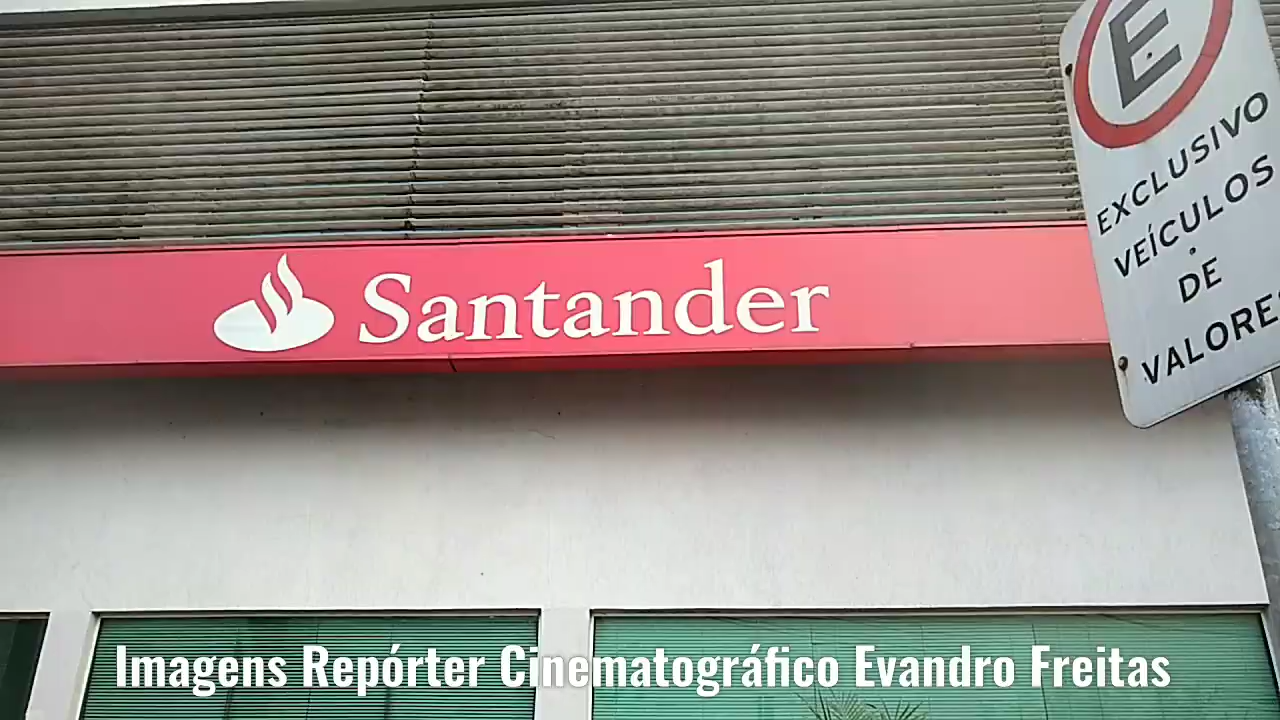 Santander
E
EXCLUSIVO
VEÍCULOS
DE
VALORES
Imagens Repórter Cinematográfico Evandro Freitas